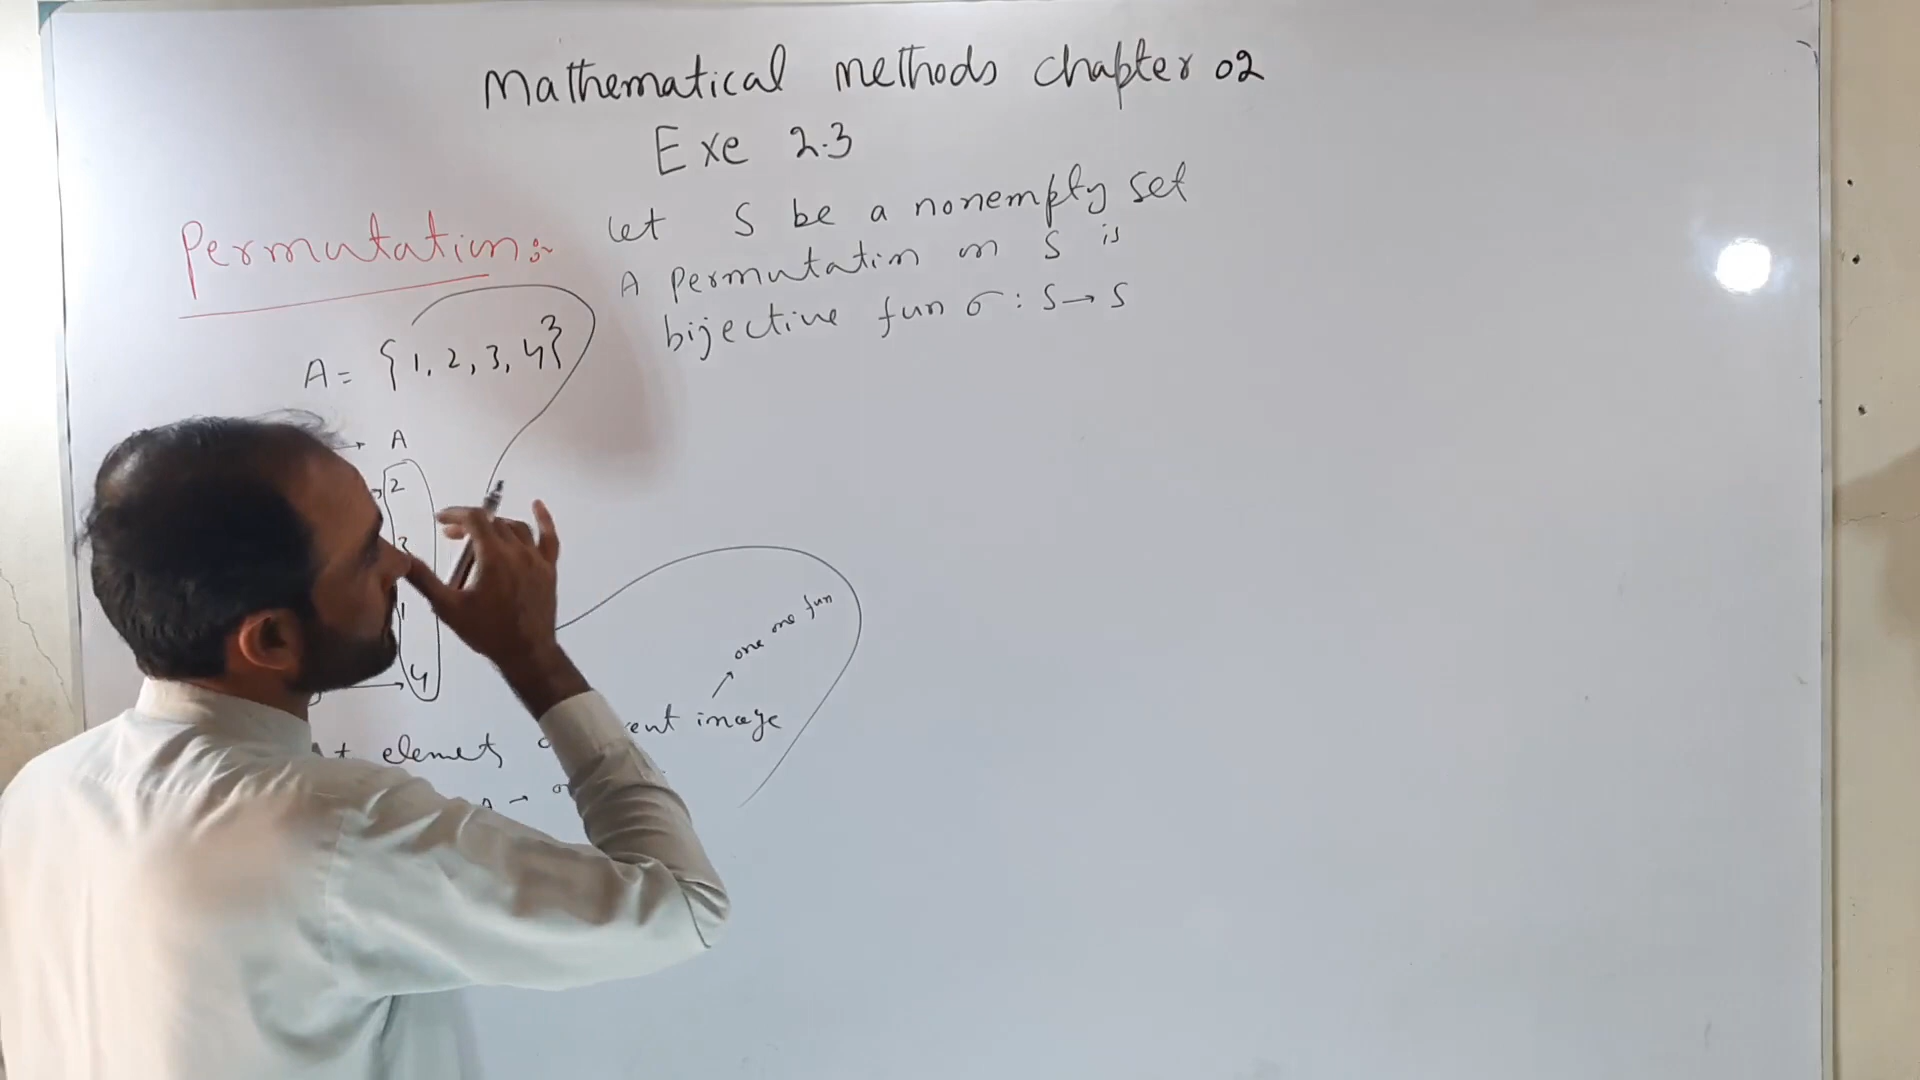 Mathematical methods chapter 02
Exe 2.3
Permutation:-
Let S be a nonempty set
A permutation on S is
bijective fun σ: S → S
A = {1, 2, 3, 4}
→ A
2
3
1
4
→ one one fun
elements image
A →